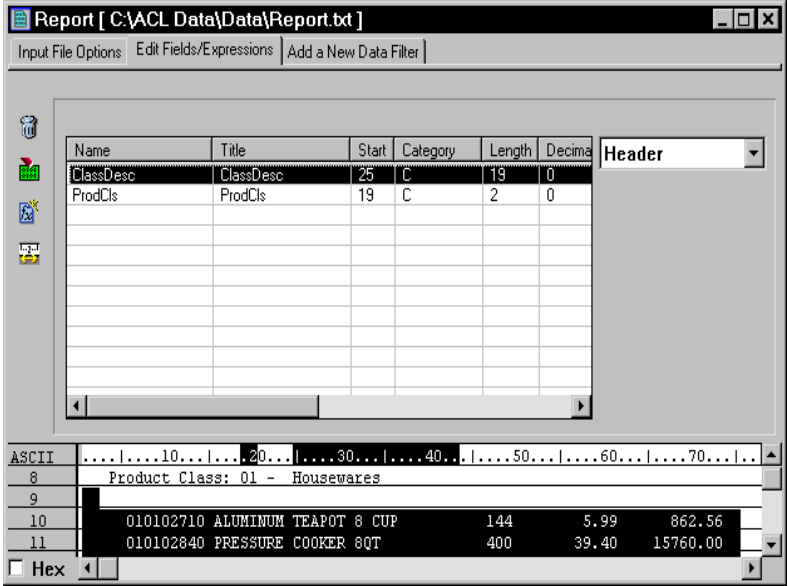 Report [ C:\ACL Data\Data\Report.txt ]
Input File Options Edit Fields/Expressions Add a New Data Filter
Name Title Start Category Length Decima Header
ClassDesc ClassDesc 25 C 19 0
ProdCls ProdCls 19 C 2 0
ASCII ....|....10...|....20...|....30...|....40...|....50...|....60...|....70...|..
8 Product Class: 01 - Housewares
9
10 010102710 ALUMINUM TEAPOT 8 CUP 144 5.99 862.56
11 010102840 PRESSURE COOKER 8QT 400 39.40 15760.00
Hex